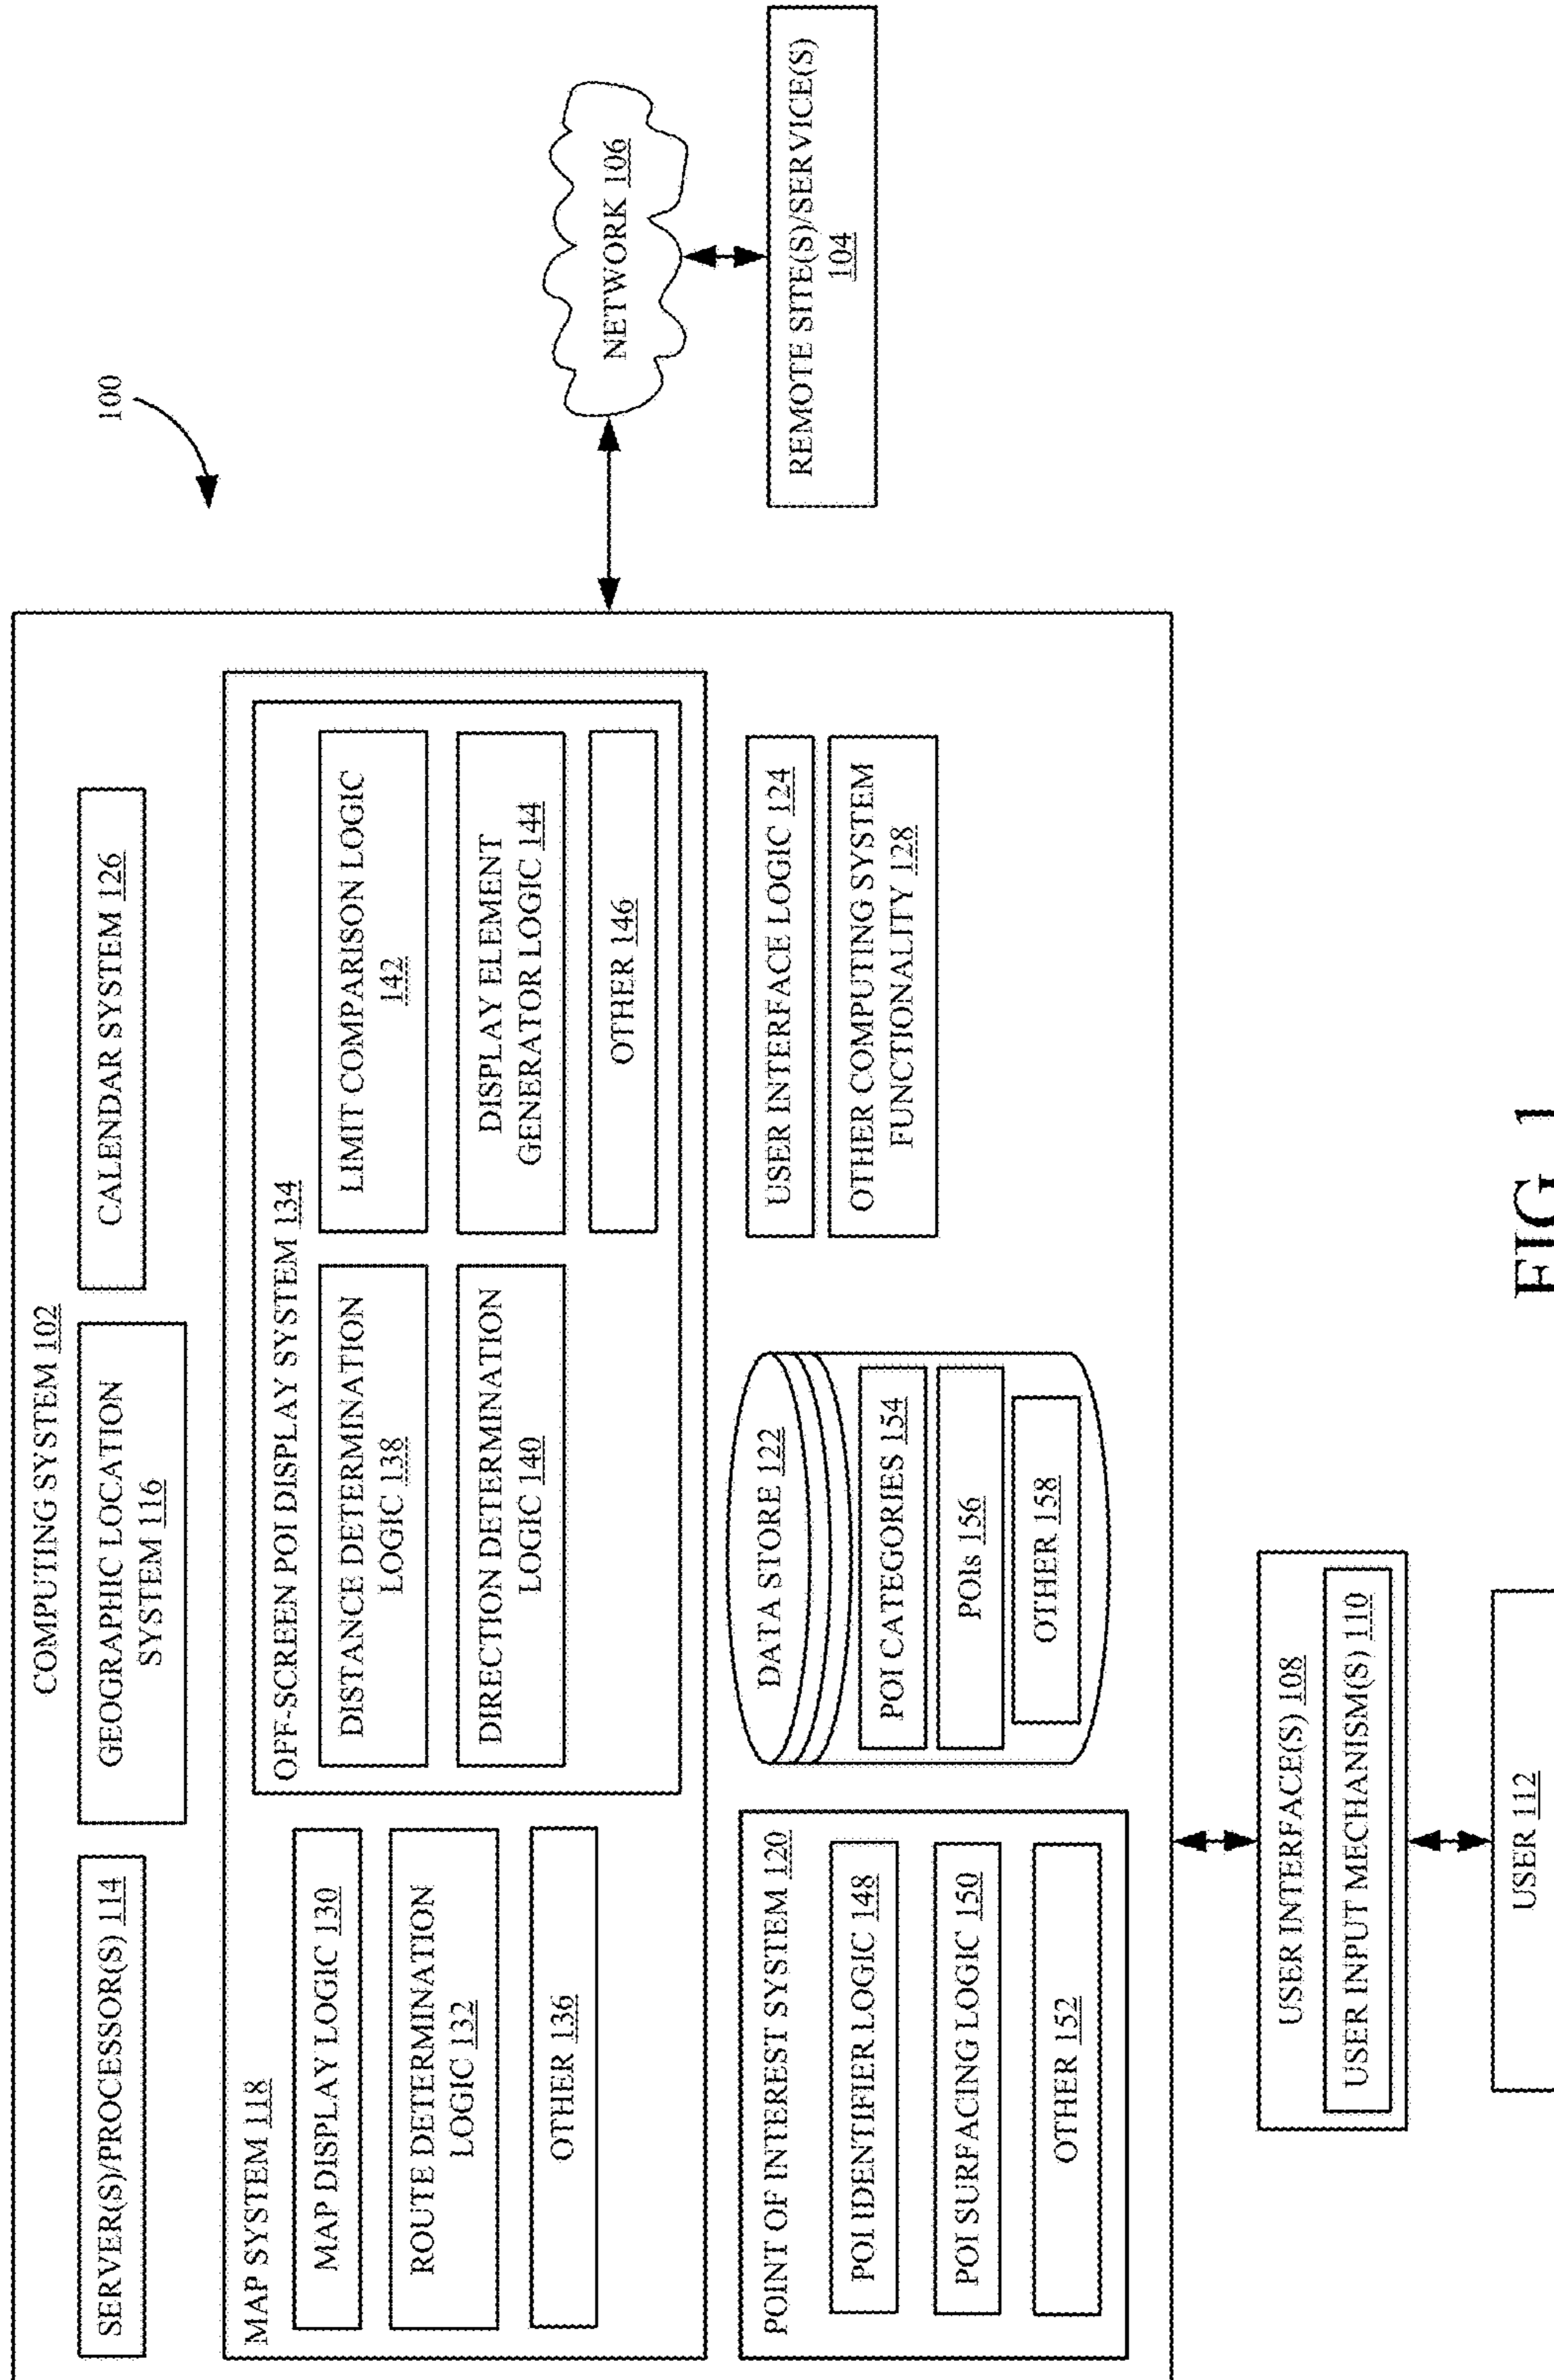 100
COMPUTING SYSTEM 102
SERVER(S)/PROCESSOR(S) 114
GEOGRAPHIC LOCATION
SYSTEM 116
CALENDAR SYSTEM 126
MAP SYSTEM 118
MAP DISPLAY LOGIC 130
ROUTE DETERMINATION
LOGIC 132
OTHER 136
OFF-SCREEN POI DISPLAY SYSTEM 134
DISTANCE DETERMINATION
LOGIC 138
DIRECTION DETERMINATION
LOGIC 140
LIMIT COMPARISON LOGIC
142
DISPLAY ELEMENT
GENERATOR LOGIC 144
OTHER 146
POINT OF INTEREST SYSTEM 120
POI IDENTIFIER LOGIC 148
POI SURFACING LOGIC 150
OTHER 152
DATA STORE 122
POI CATEGORIES 154
POIs 156
OTHER 158
USER INTERFACE LOGIC 124
OTHER COMPUTING SYSTEM
FUNCTIONALITY 128
NETWORK 106
REMOTE SITE(S)/SERVICE(S)
104
USER INTERFACE(S) 108
USER INPUT MECHANISM(S) 110
USER 112
FIG. 1